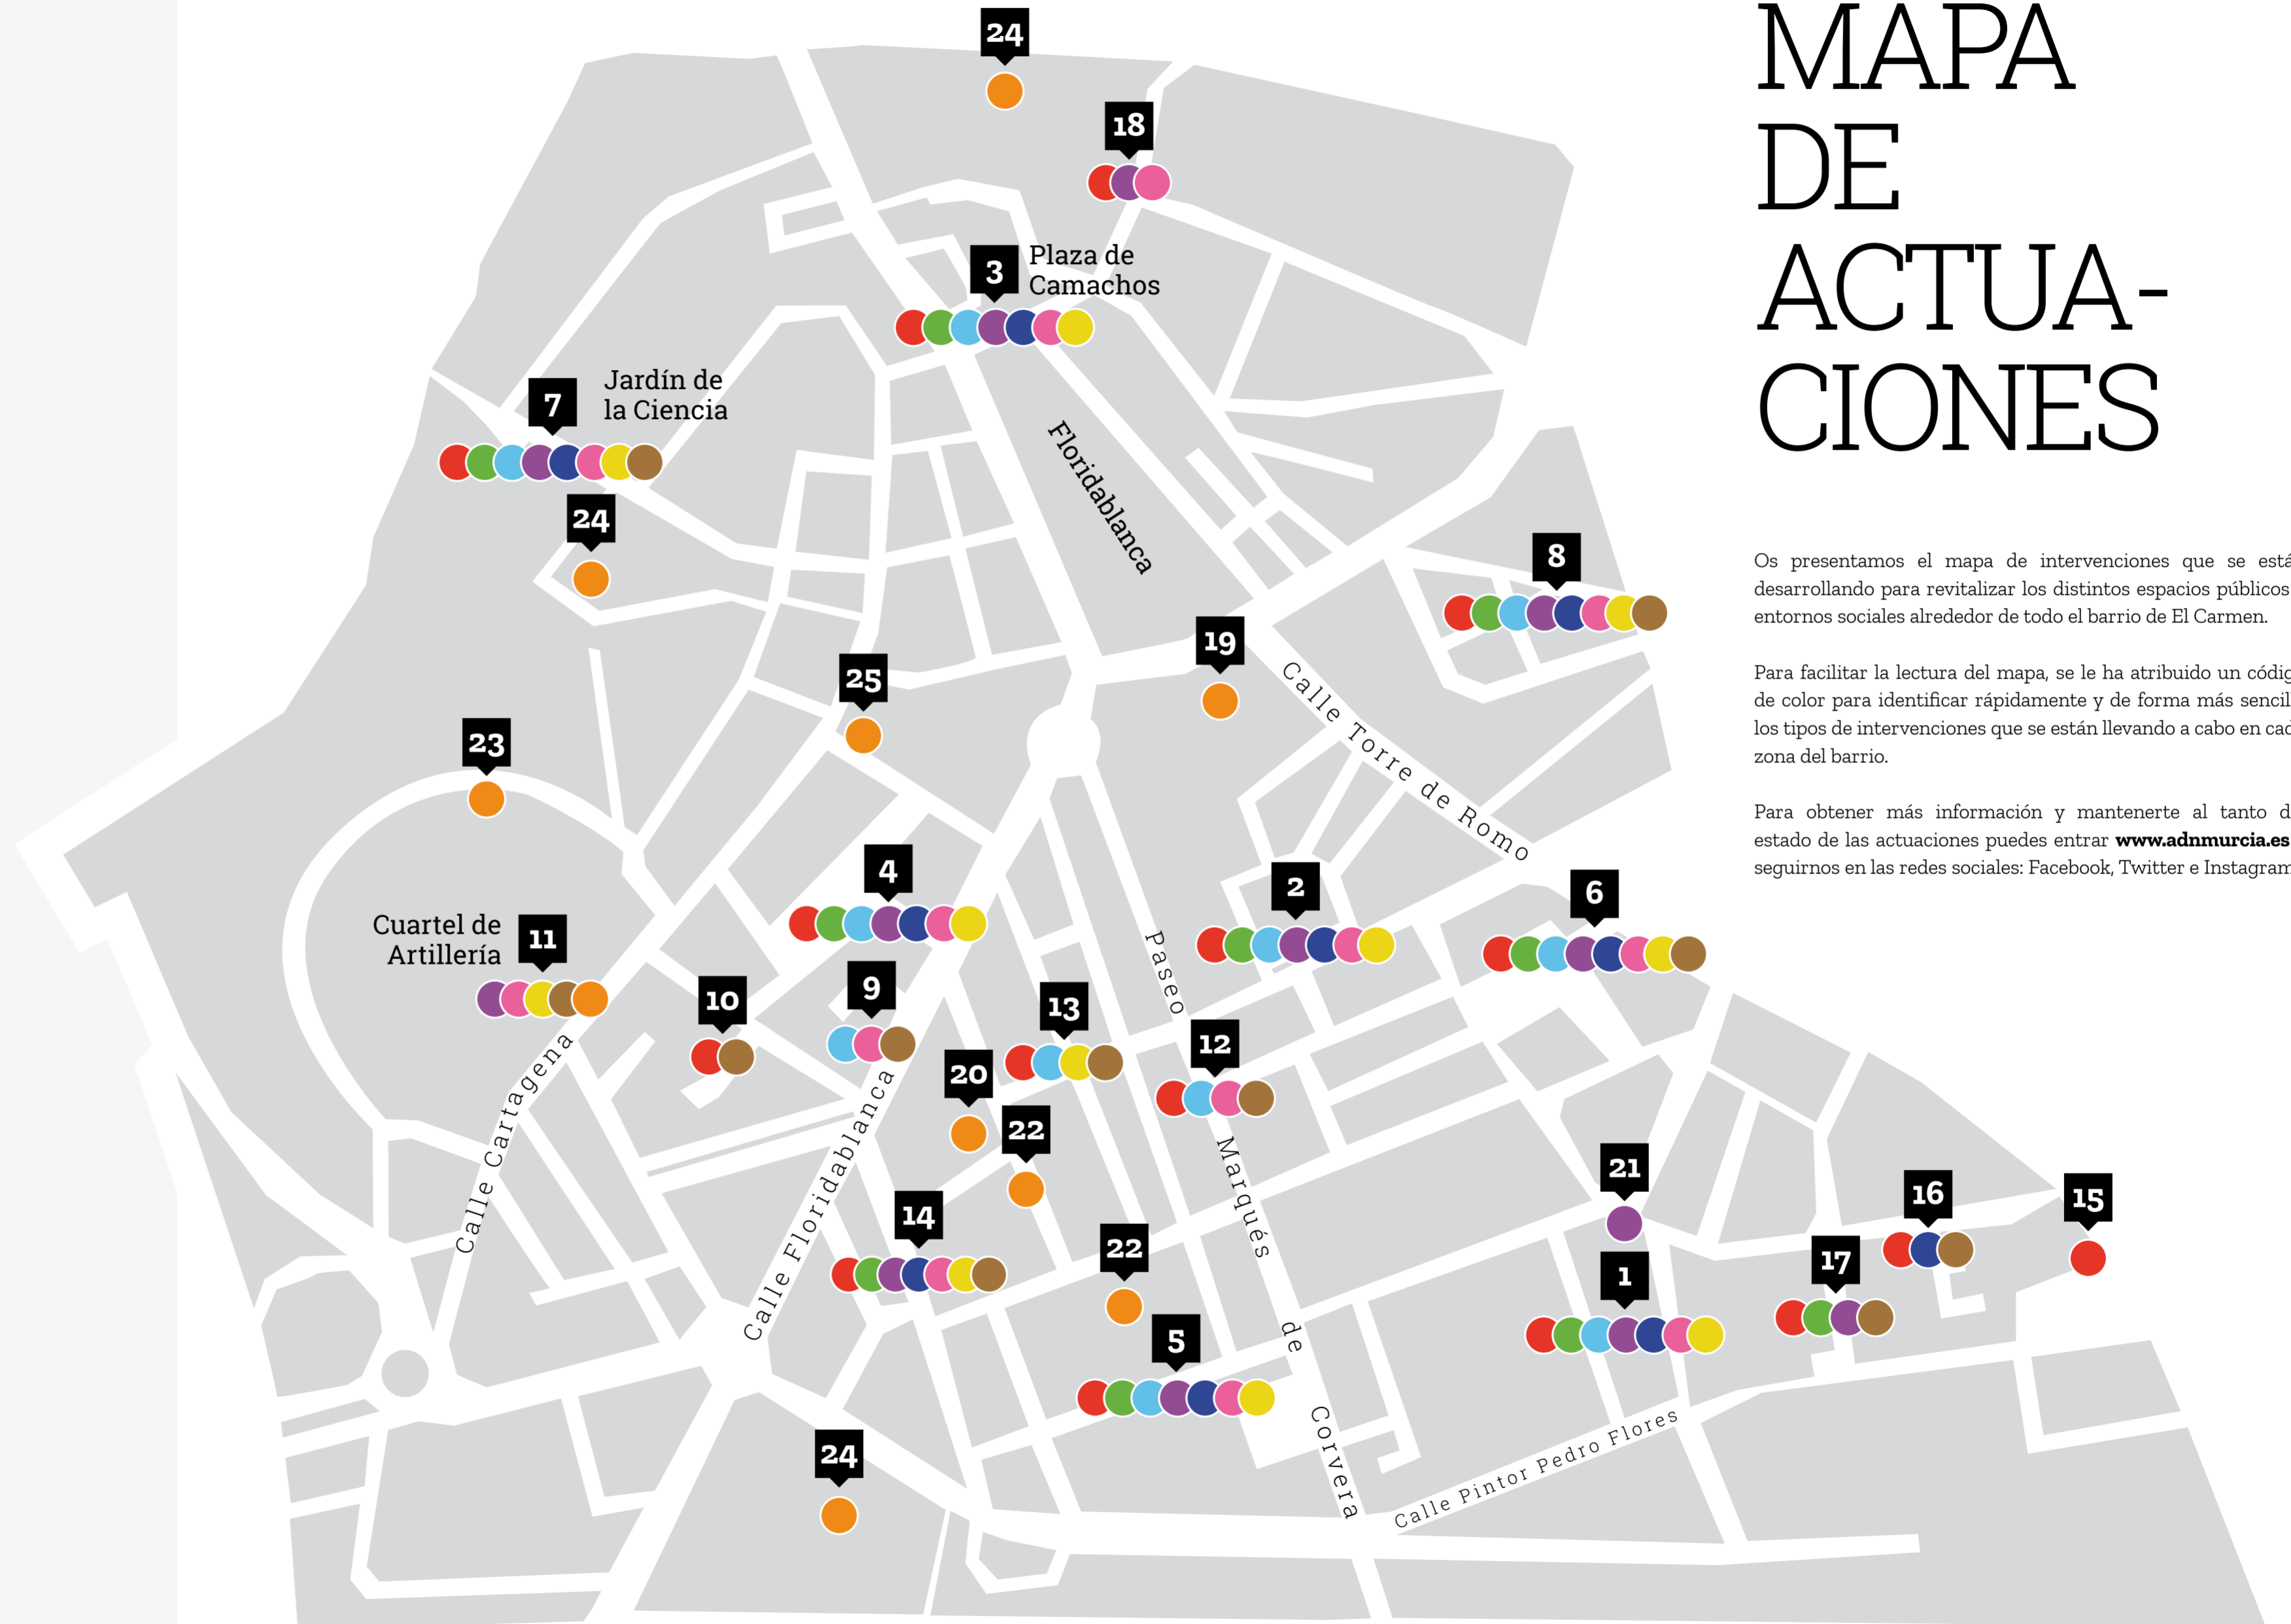 MAPA
DE
ACTUA-
CIONES
Os presentamos el mapa de intervenciones que se está
desarrollando para revitalizar los distintos espacios públicos
entornos sociales alrededor de todo el barrio de El Carmen.
Para facilitar la lectura del mapa, se le ha atribuido un códig
de color para identificar rápidamente y de forma más sencill
los tipos de intervenciones que se están llevando a cabo en cad
zona del barrio.
Para obtener más información y mantenerte al tanto d
estado de las actuaciones puedes entrar www.adnmurcia.es
seguirnos en las redes sociales: Facebook, Twitter e Instagram
24
18
3
Plaza de
Camachos
7
Jardín de
la Ciencia
Floridablanca
24
8
19
25
Calle Torre de Romo
23
4
2
6
Cuartel de
Artillería
11
Paseo
10
9
13
12
20
22
Calle Cartagena
Calle Floridablanca
Marqués
21
16
15
14
22
17
1
5
de
Corvera
24
Calle Pintor Pedro Flores